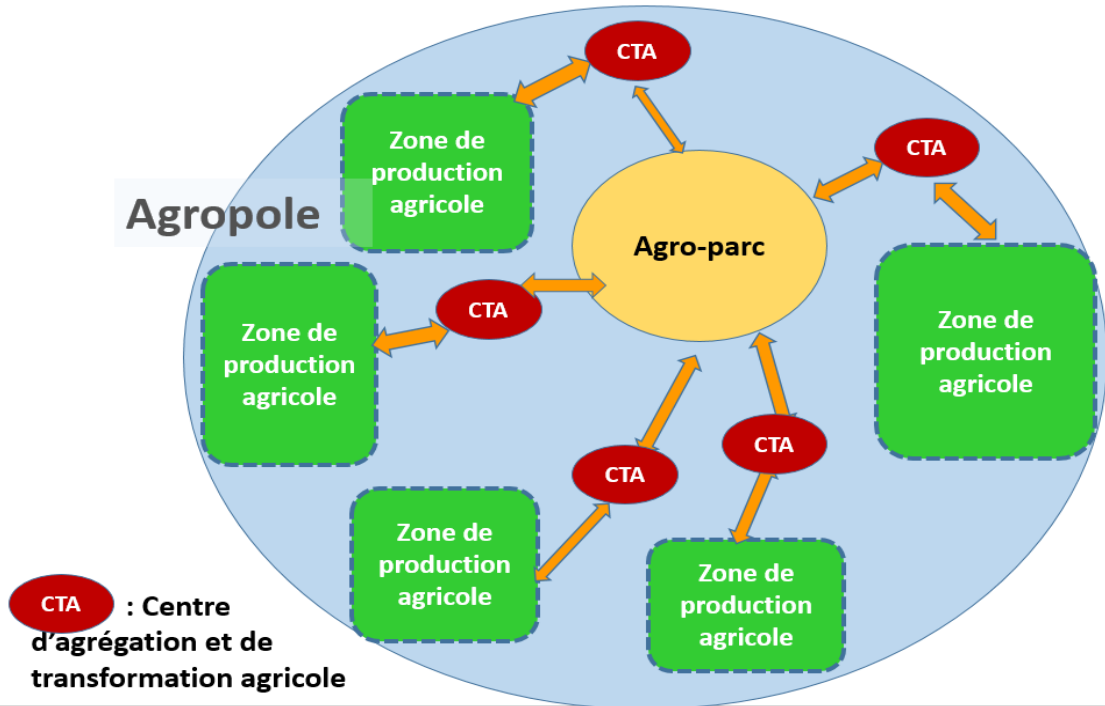 CTA
Zone de
production
agricole
CTA
Agropole
Agro-parc
Zone de
production
agricole
CTA
Zone de
production
agricole
CTA
CTA
Zone de
production
agricole
Zone de
production
agricole
CTA : Centre
d’agrégation et de
transformation agricole